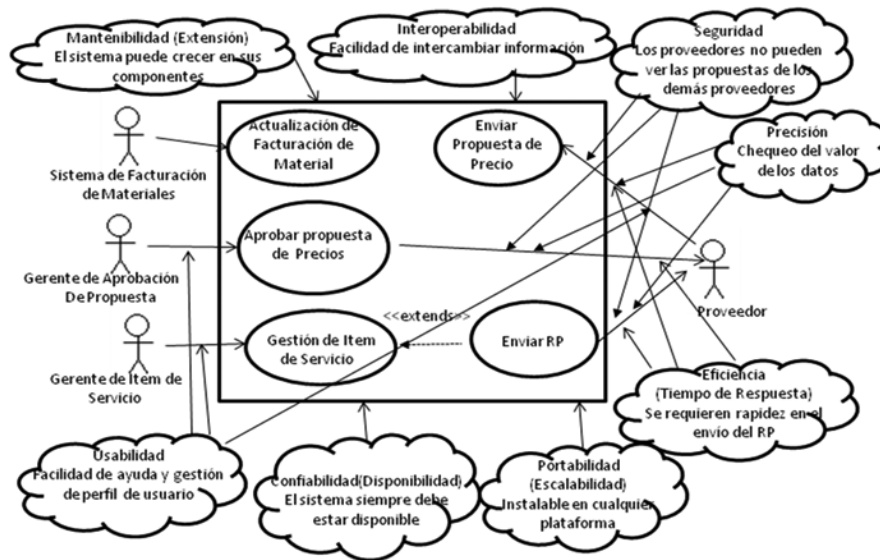 Mantenibilidad (Extensión)
El sistema puede crecer en sus
componentes
Interoperabilidad
Facilidad de intercambiar información
Seguridad
Los proveedores no pueden
ver las propuestas de los
demás proveedores
Precisión
Chequeo del valor
de los datos
Actualización de
Facturación de
Material
Enviar
Propuesta de
Precio
Sistema de Facturación
de Materiales
Aprobar propuesta
de Precios
Gerente de Aprobación
De Propuesta
Proveedor
<<extends>>
Gestión de Item
de Servicio
Enviar RP
Gerente de Item de
Servicio
Eficiencia
(Tiempo de Respuesta)
Se requieren rapidez en el
envío del RP
Usabilidad
Facilidad de ayuda y gestión
de perfil de usuario
Confiabilidad(Disponibilidad)
El sistema siempre debe
estar disponible
Portabilidad
(Escalabilidad)
Instalable en cualquier
plataforma